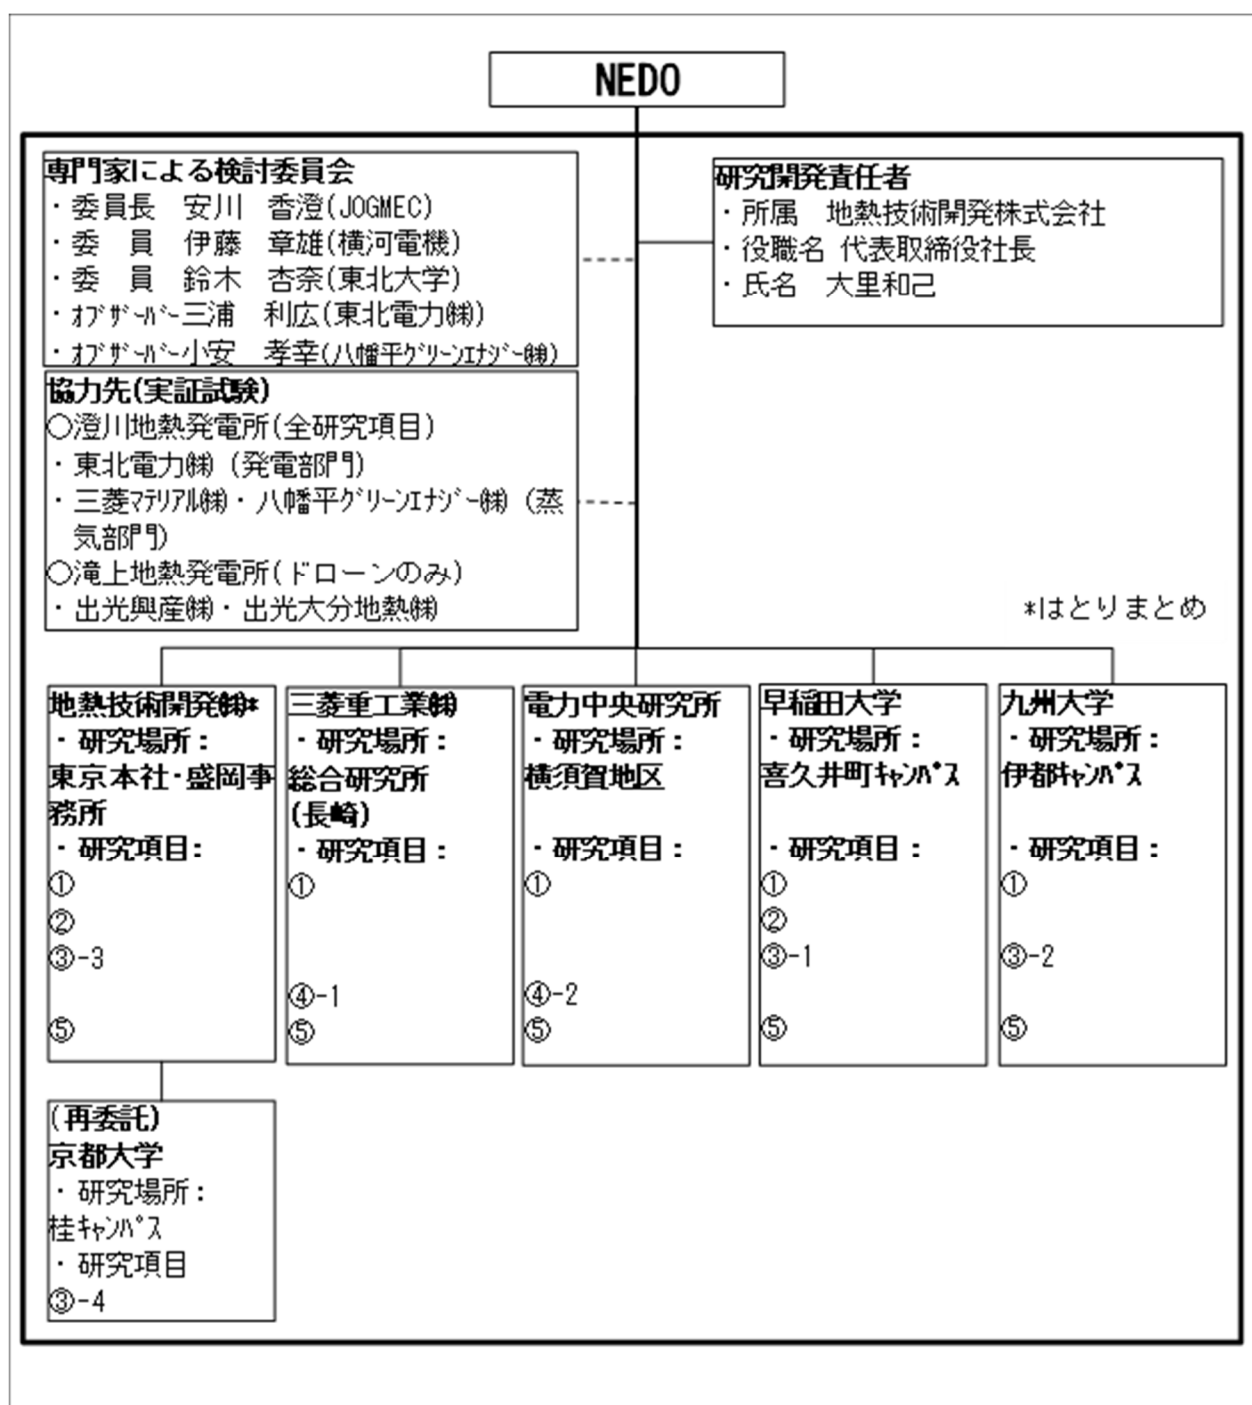 NEDO
専門家による検討委員会
・委員長　安川　香澄(JOGMEC)
・委　員　伊藤　章雄(横河電機)
・委　員　鈴木　杏奈(東北大学)
・ｵﾌﾞｻﾞｰﾊﾞｰ三浦　利広(東北電力㈱)
・ｵﾌﾞｻﾞｰﾊﾞｰ小安　孝幸(八幡平ｸﾞﾘｰﾝｴﾅｼﾞｰ㈱)
研究開発責任者
・所属　地熱技術開発株式会社
・役職名 代表取締役社長
・氏名　大里和己
協力先(実証試験)
○澄川地熱発電所(全研究項目)
・東北電力㈱ (発電部門)
・三菱ﾏﾃﾘｱﾙ㈱・八幡平ｸﾞﾘｰﾝｴﾅｼﾞｰ㈱ (蒸
気部門)
○滝上地熱発電所(ドローンのみ)
・出光興産㈱・出光大分地熱㈱
*はとりまとめ
地熱技術開発㈱*
・研究場所：
東京本社・盛岡事
務所
・研究項目：
①
②
③-3
⑤
三菱重工業㈱
・研究場所：
総合研究所
(長崎)
・研究項目：
①
④-1
⑤
電力中央研究所
・研究場所：
横須賀地区
・研究項目：
①
④-2
⑤
早稲田大学
・研究場所：
喜久井町ｷｬﾝﾊﾟｽ
・研究項目：
①
②
③-1
⑤
九州大学
・研究場所：
伊都ｷｬﾝﾊﾟｽ
・研究項目：
①
③-2
⑤
(再委託)
京都大学
・研究場所：
桂ｷｬﾝﾊﾟｽ
・研究項目
③-4